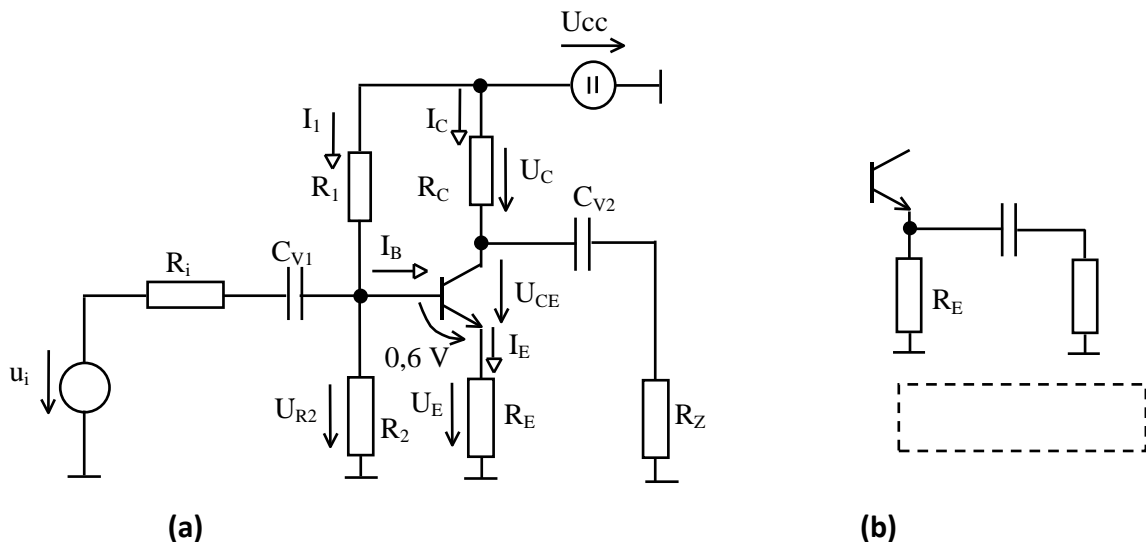 Ucc
I1
IC
R1
RC
UC
CV2
CV1
IB
Ri
UCE
0,6 V
IE
RE
ui
UR2
R2
UE
RE
RZ
(a)
(b)